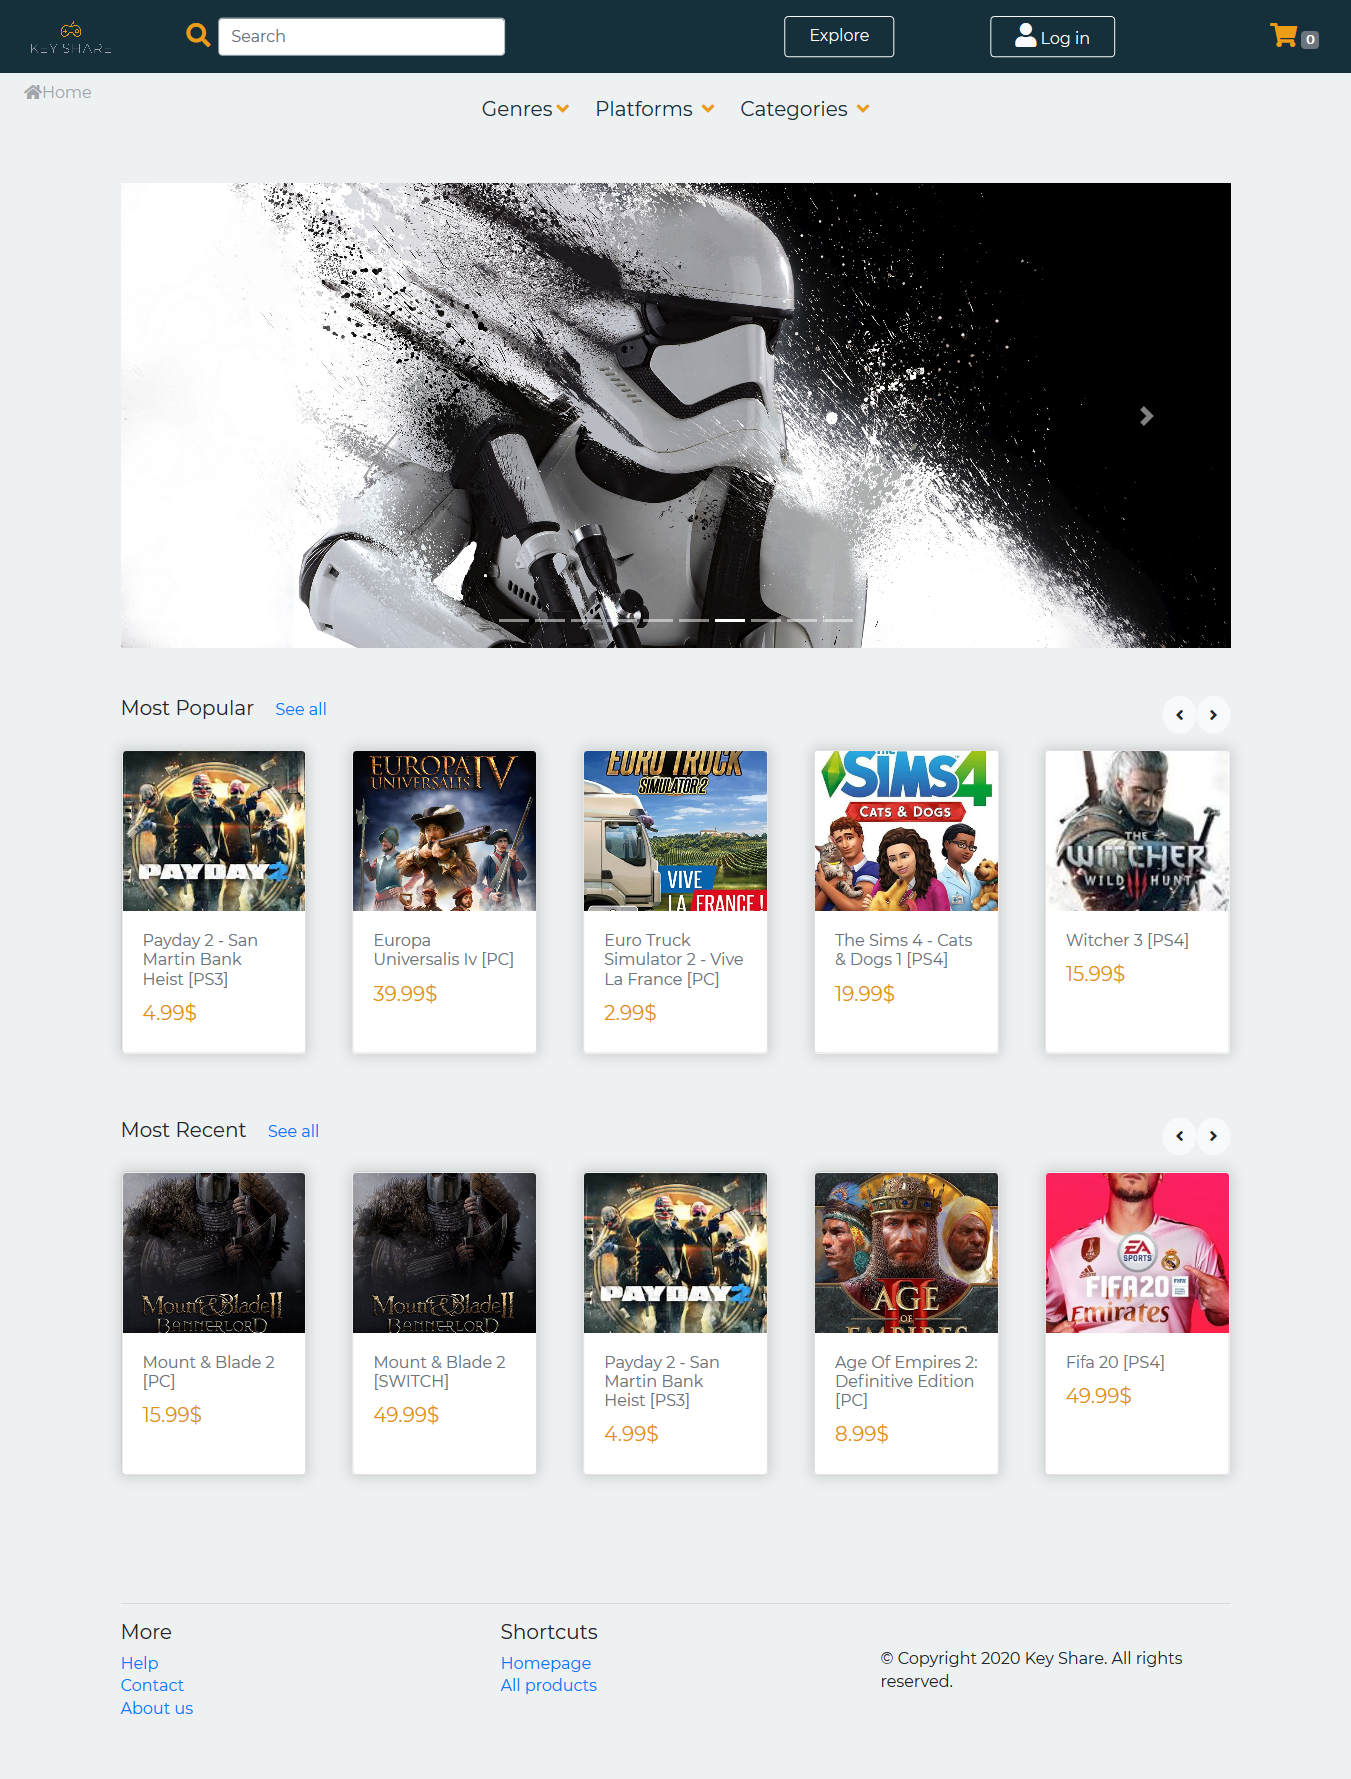 KEY SHARE
Search
Explore
Log in
0
Home
Genres
Platforms
Categories
Most Popular
See all
PAYDAY 2
EUROPA
UNIVERSALIS IV
EURO TRUCK
SIMULATOR 2
VIVE
LA FRANCE!
THE
SIMS 4
CATS & DOGS
THE
WITCHER
WILD HUNT
Payday 2 - San
Martin Bank
Heist [PS3]
4.99$
Europa
Universalis Iv [PC]
39.99$
Euro Truck
Simulator 2 - Vive
La France [PC]
2.99$
The Sims 4 - Cats
& Dogs 1 [PS4]
19.99$
Witcher 3 [PS4]
15.99$
Most Recent
See all
Mount & Blade II
BANNERLORD
Mount & Blade II
BANNERLORD
PAYDAY 2
AGE
OF
EMPIRES
II
EA
SPORTS
FIFA 20
FIFA
Fly
Emirates
Mount & Blade 2
[PC]
15.99$
Mount & Blade 2
[SWITCH]
49.99$
Payday 2 - San
Martin Bank
Heist [PS3]
4.99$
Age Of Empires 2:
Definitive Edition
[PC]
8.99$
Fifa 20 [PS4]
49.99$
More
Help
Contact
About us
Shortcuts
Homepage
All products
© Copyright 2020 Key Share. All rights
reserved.